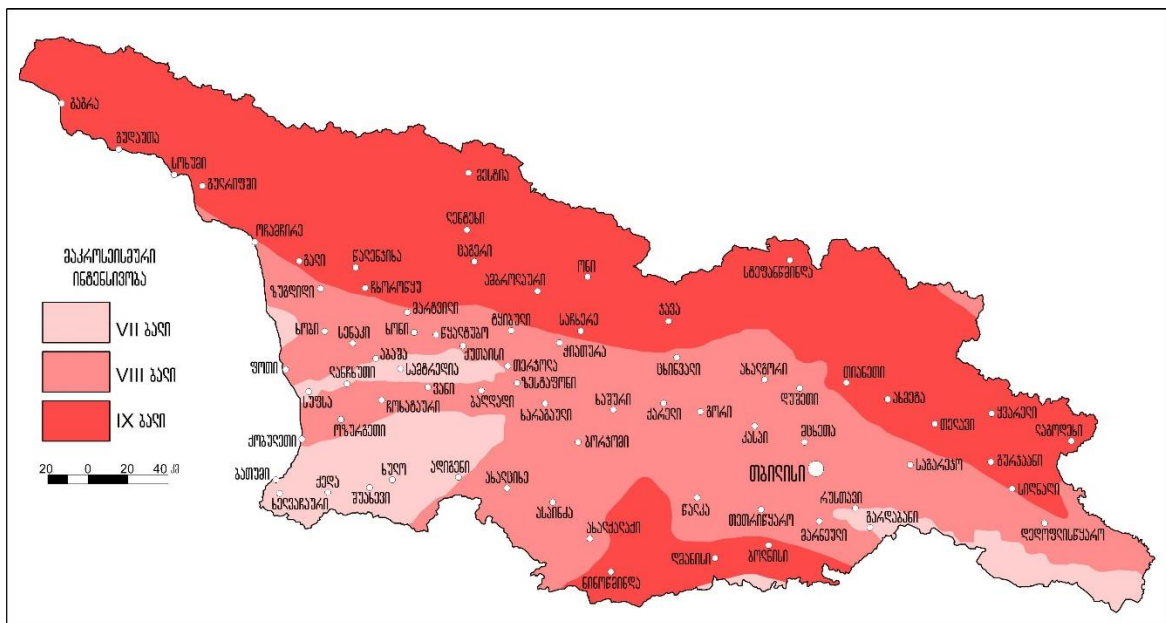 გაგრა
გუდაუთა
სოხუმი
გულრიფში
მესტია
ლენტეხი
ოჩამჩირე
გალი
წალენჯიხა
ცაგერი
ამბროლაური
ონი
სტეფანწმინდა
მაკროსეისმური
ინტენსივობა
VII ბალი
VIII ბალი
IX ბალი
20 0 20 40 კმ
ზუგდიდი
ჩხოროწყუ
მარტვილი
ტყიბული
საჩხერე
ჯავა
ხობი
სენაკი
ხონი
წყალტუბო
ქუთაისი
ჭიათურა
ფოთი
აბაშა
სამტრედია
თერჯოლა
ცხინვალი
ახალგორი
თიანეთი
ლანჩხუთი
ვანი
ზესტაფონი
დუშეთი
ახმეტა
სუფსა
ჩოხატაური
ბაღდადი
ხარაგაული
ხაშური
ქარელი
გორი
თელავი
ყვარელი
ოზურგეთი
კასპი
მცხეთა
ლაგოდეხი
ქობულეთი
ბორჯომი
თბილისი
საგარეჯო
გურჯაანი
ბათუმი
ქედა
ხულო
ადიგენი
ახალციხე
სიღნაღი
ხელვაჩაური
შუახევი
ასპინძა
წალკა
რუსთავი
თეთრიწყარო
გარდაბანი
მარნეული
დედოფლისწყარო
ახალქალაქი
ბოლნისი
დმანისი
ნინოწმინდა